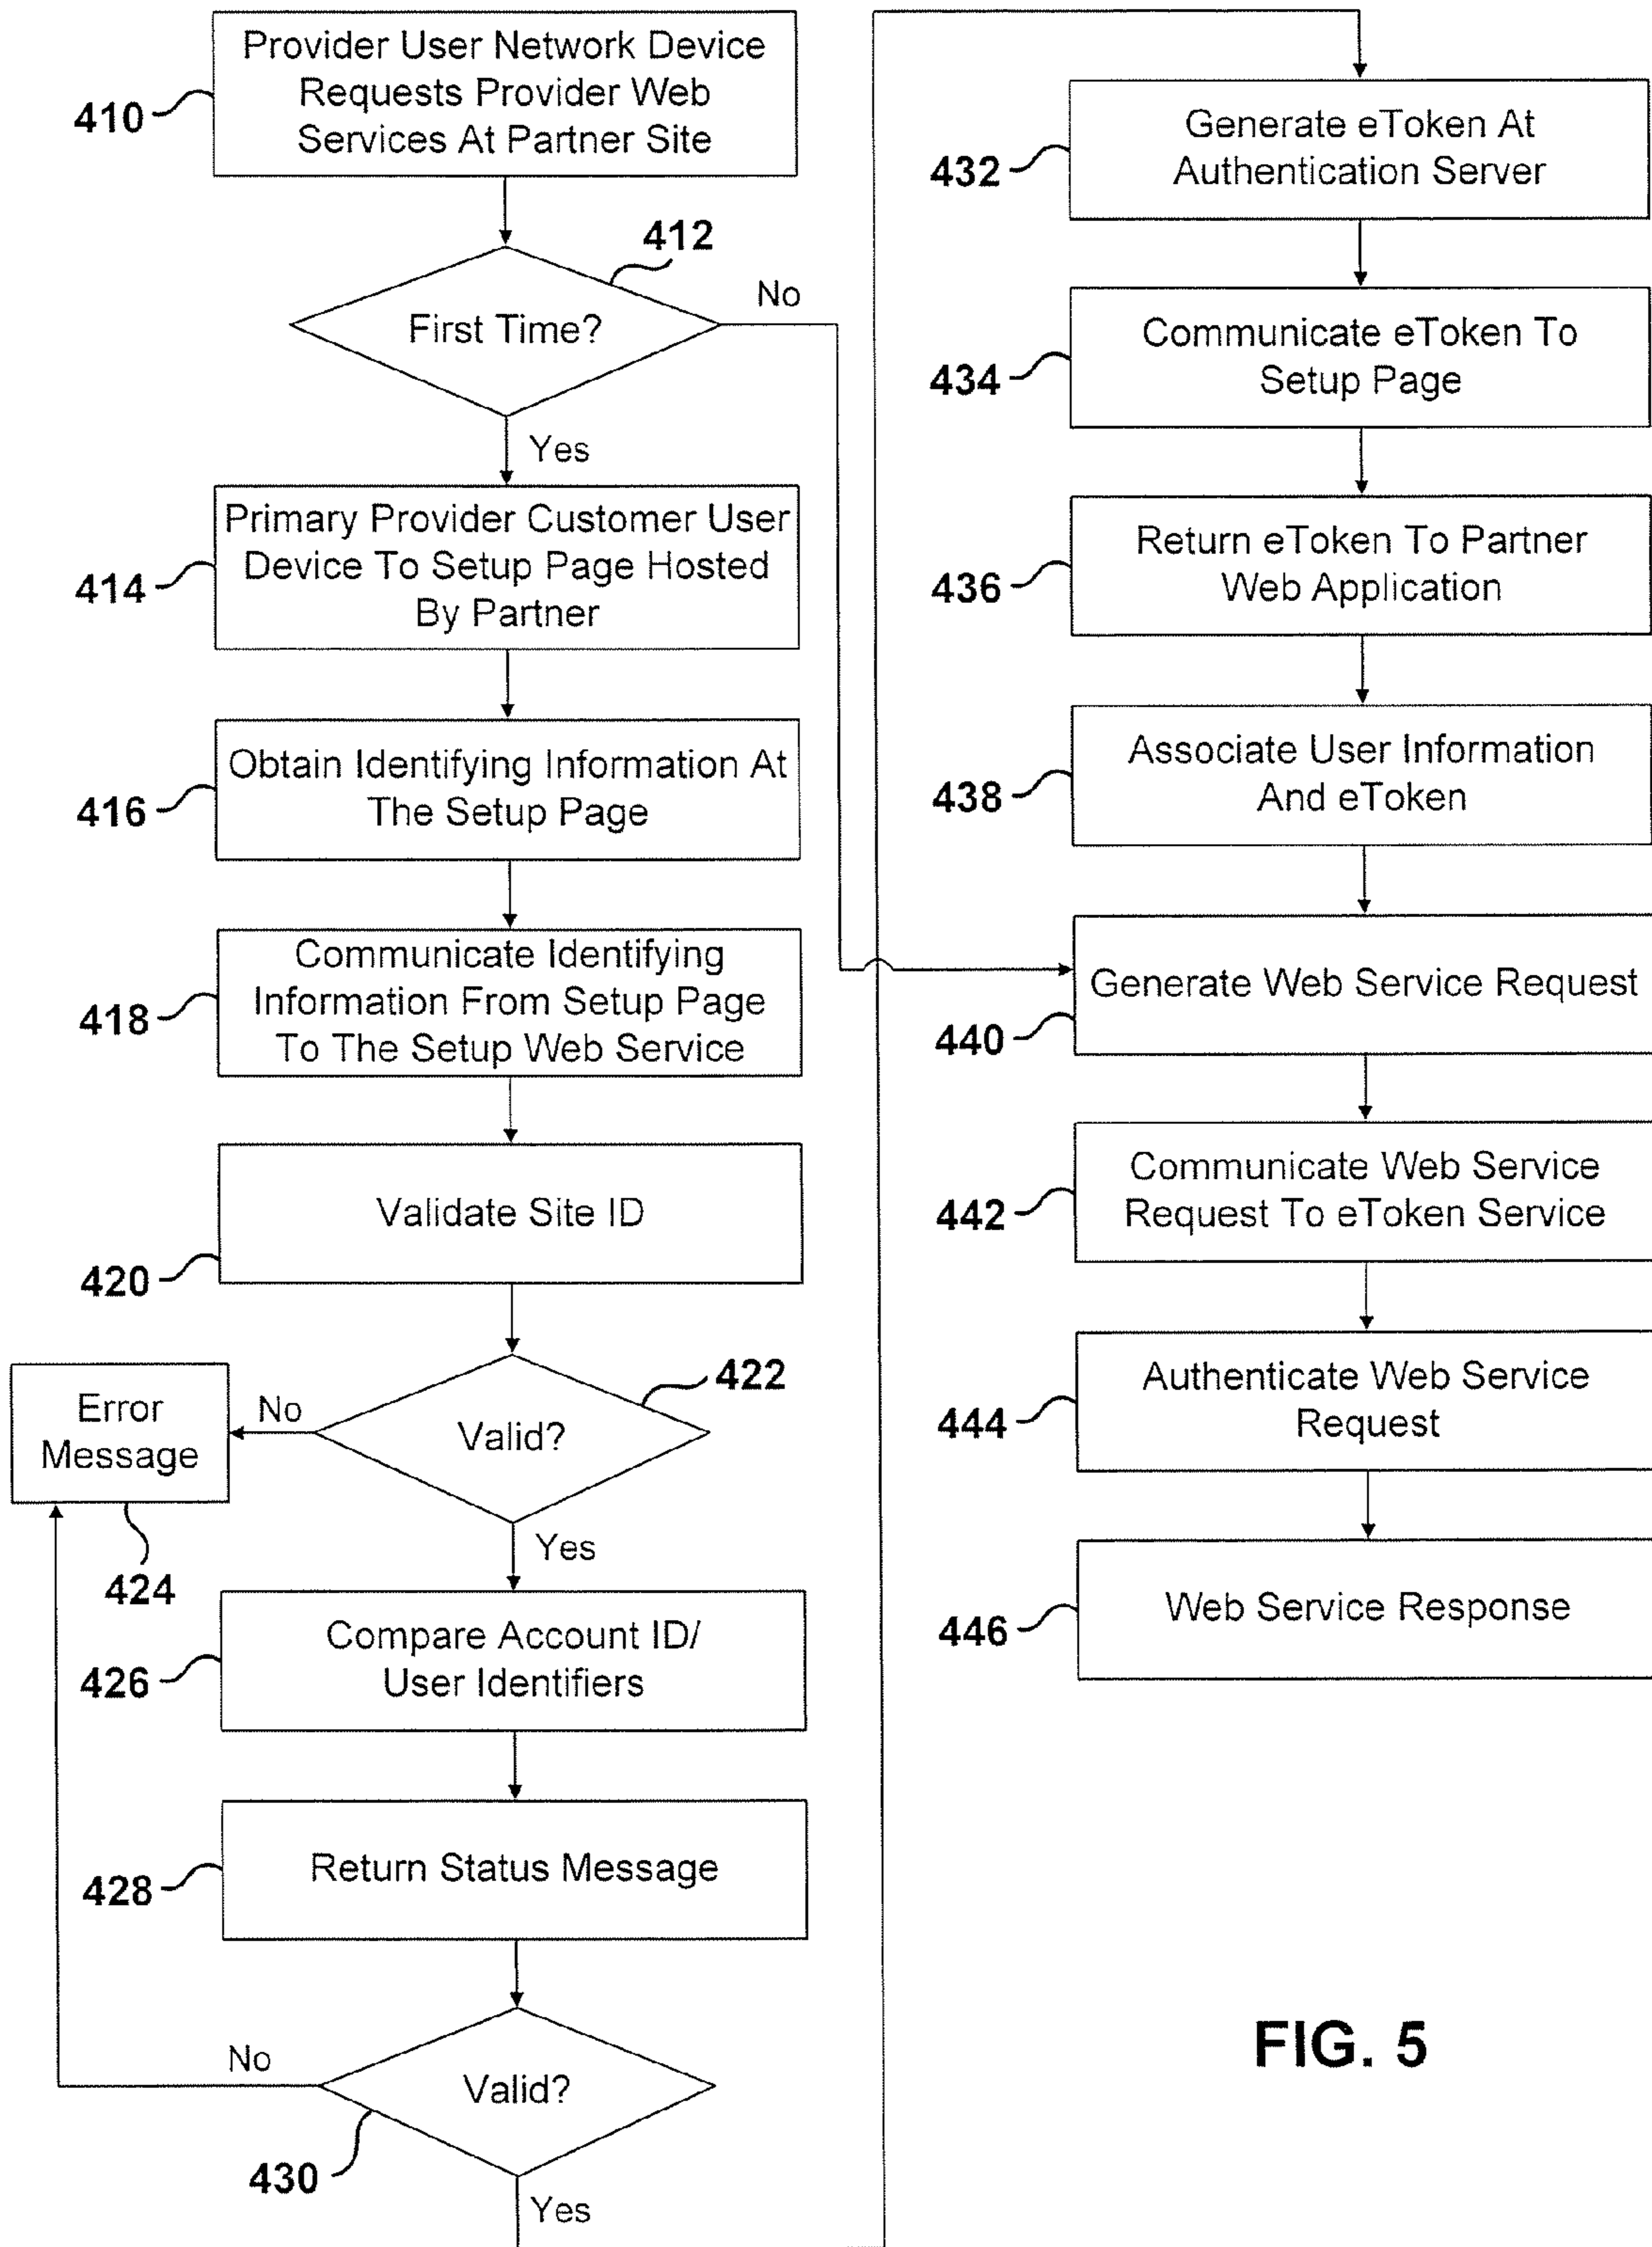 Provider User Network Device
Requests Provider Web
Services At Partner Site
410
412
First Time?
No
Yes
Primary Provider Customer User
Device To Setup Page Hosted
By Partner
414
Obtain Identifying Information At
The Setup Page
416
Communicate Identifying
Information From Setup Page
To The Setup Web Service
418
Validate Site ID
420
422
Valid?
No
Error
Message
424
Yes
Compare Account ID/
User Identifiers
426
Return Status Message
428
Valid?
No
430
Yes
Generate eToken At
Authentication Server
432
Communicate eToken To
Setup Page
434
Return eToken To Partner
Web Application
436
Associate User Information
And eToken
438
Generate Web Service Request
440
Communicate Web Service
Request To eToken Service
442
Authenticate Web Service
Request
444
Web Service Response
446
FIG. 5